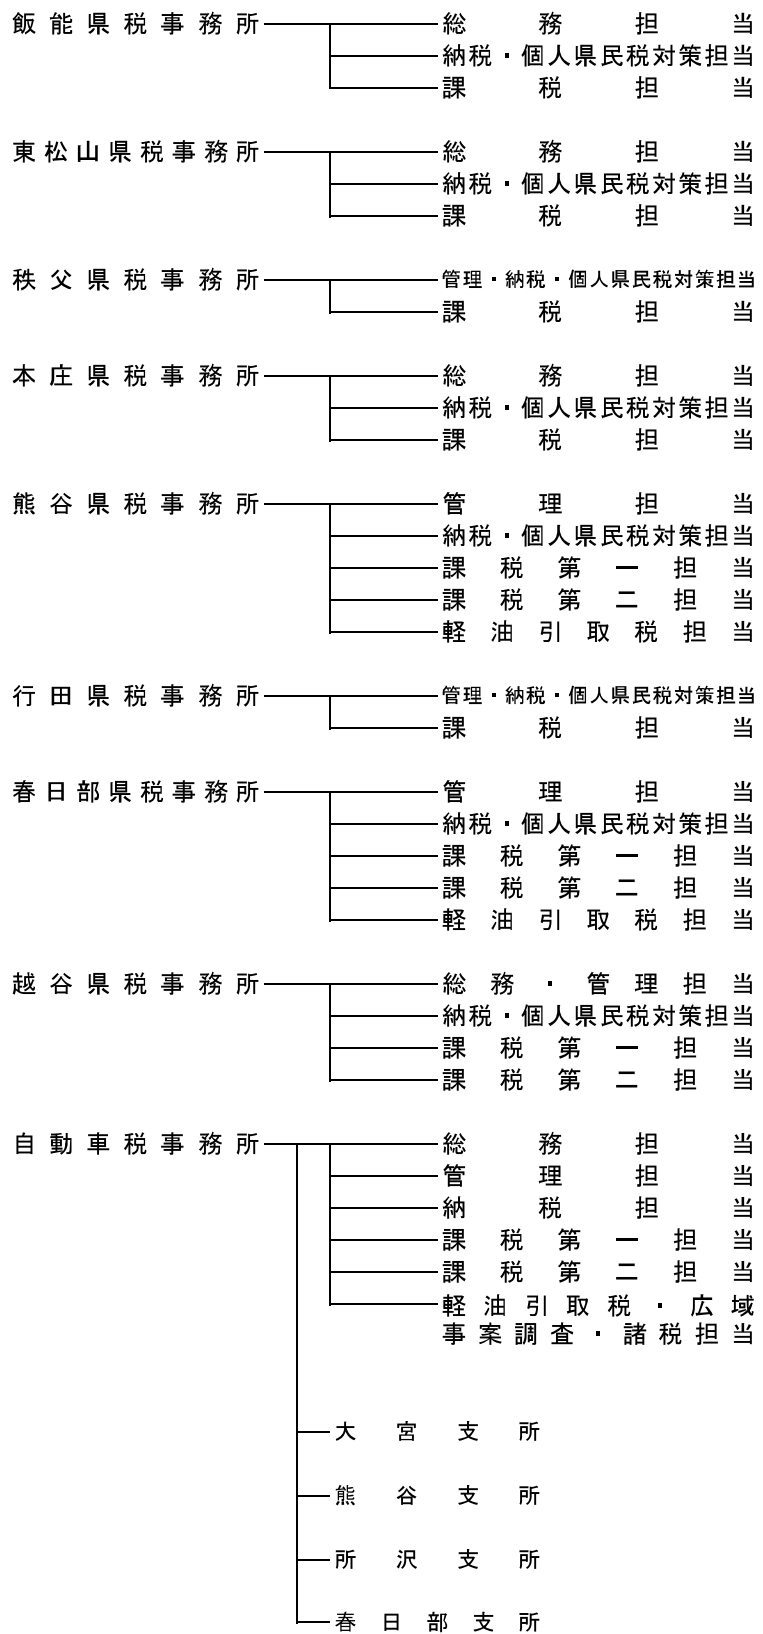 飯能県税事務所 総務担当
納税・個人県民税対策担当
課税担当
東松山県税事務所 総務担当
納税・個人県民税対策担当
課税担当
秩父県税事務所 管理・納税・個人県民税対策担当
課税担当
本庄県税事務所 総務担当
納税・個人県民税対策担当
課税担当
熊谷県税事務所 管理担当
納税・個人県民税対策担当
課税第一担当
課税第二担当
軽油引取税担当
行田県税事務所 管理・納税・個人県民税対策担当
課税担当
春日部県税事務所 管理担当
納税・個人県民税対策担当
課税第一担当
課税第二担当
軽油引取税担当
越谷県税事務所 総務・管理担当
納税・個人県民税対策担当
課税第一担当
課税第二担当
自動車税事務所 総務担当
管理担当
納税担当
課税第一担当
課税第二担当
軽油引取税・広域
事案調査・諸税担当
大宮支所
熊谷支所
所沢支所
春日部支所